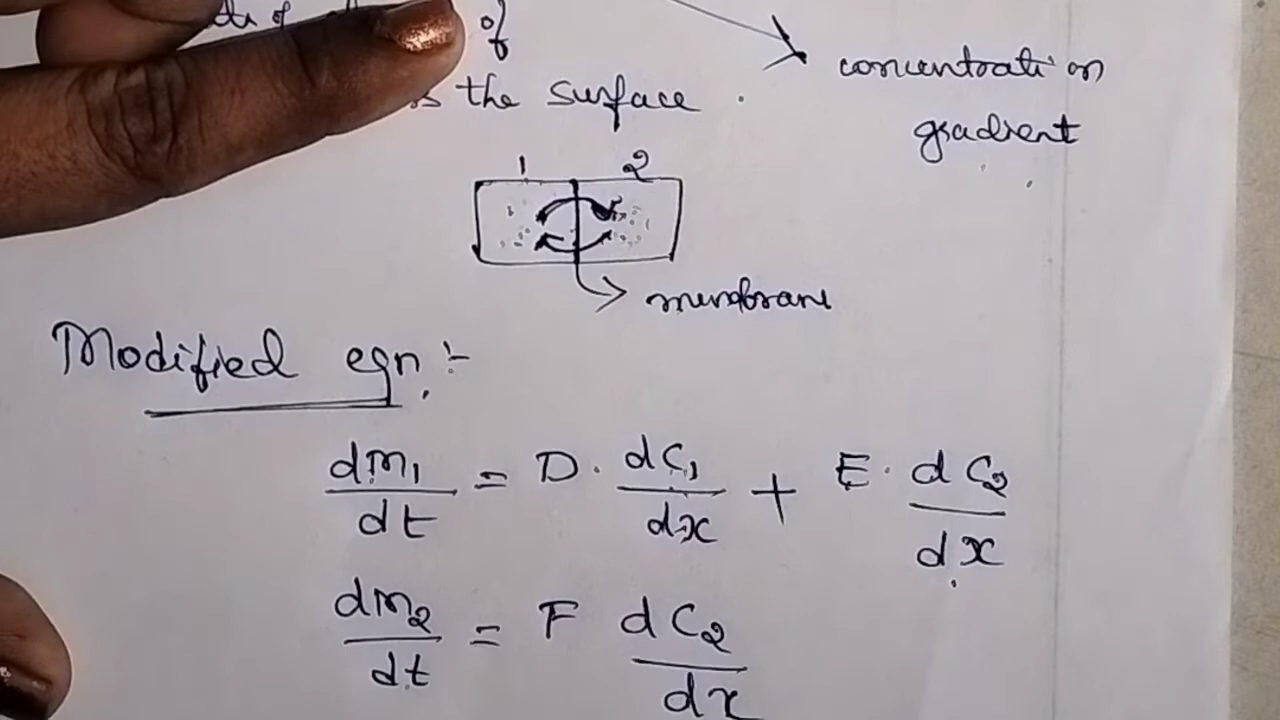 of
the surface.
concentration
gradient
1 2
membrane
Modified eqn :-
dm₁/dt = D . dC₁/dx + E . dC₂/dx
dm₂/dt = F dC₂/dx